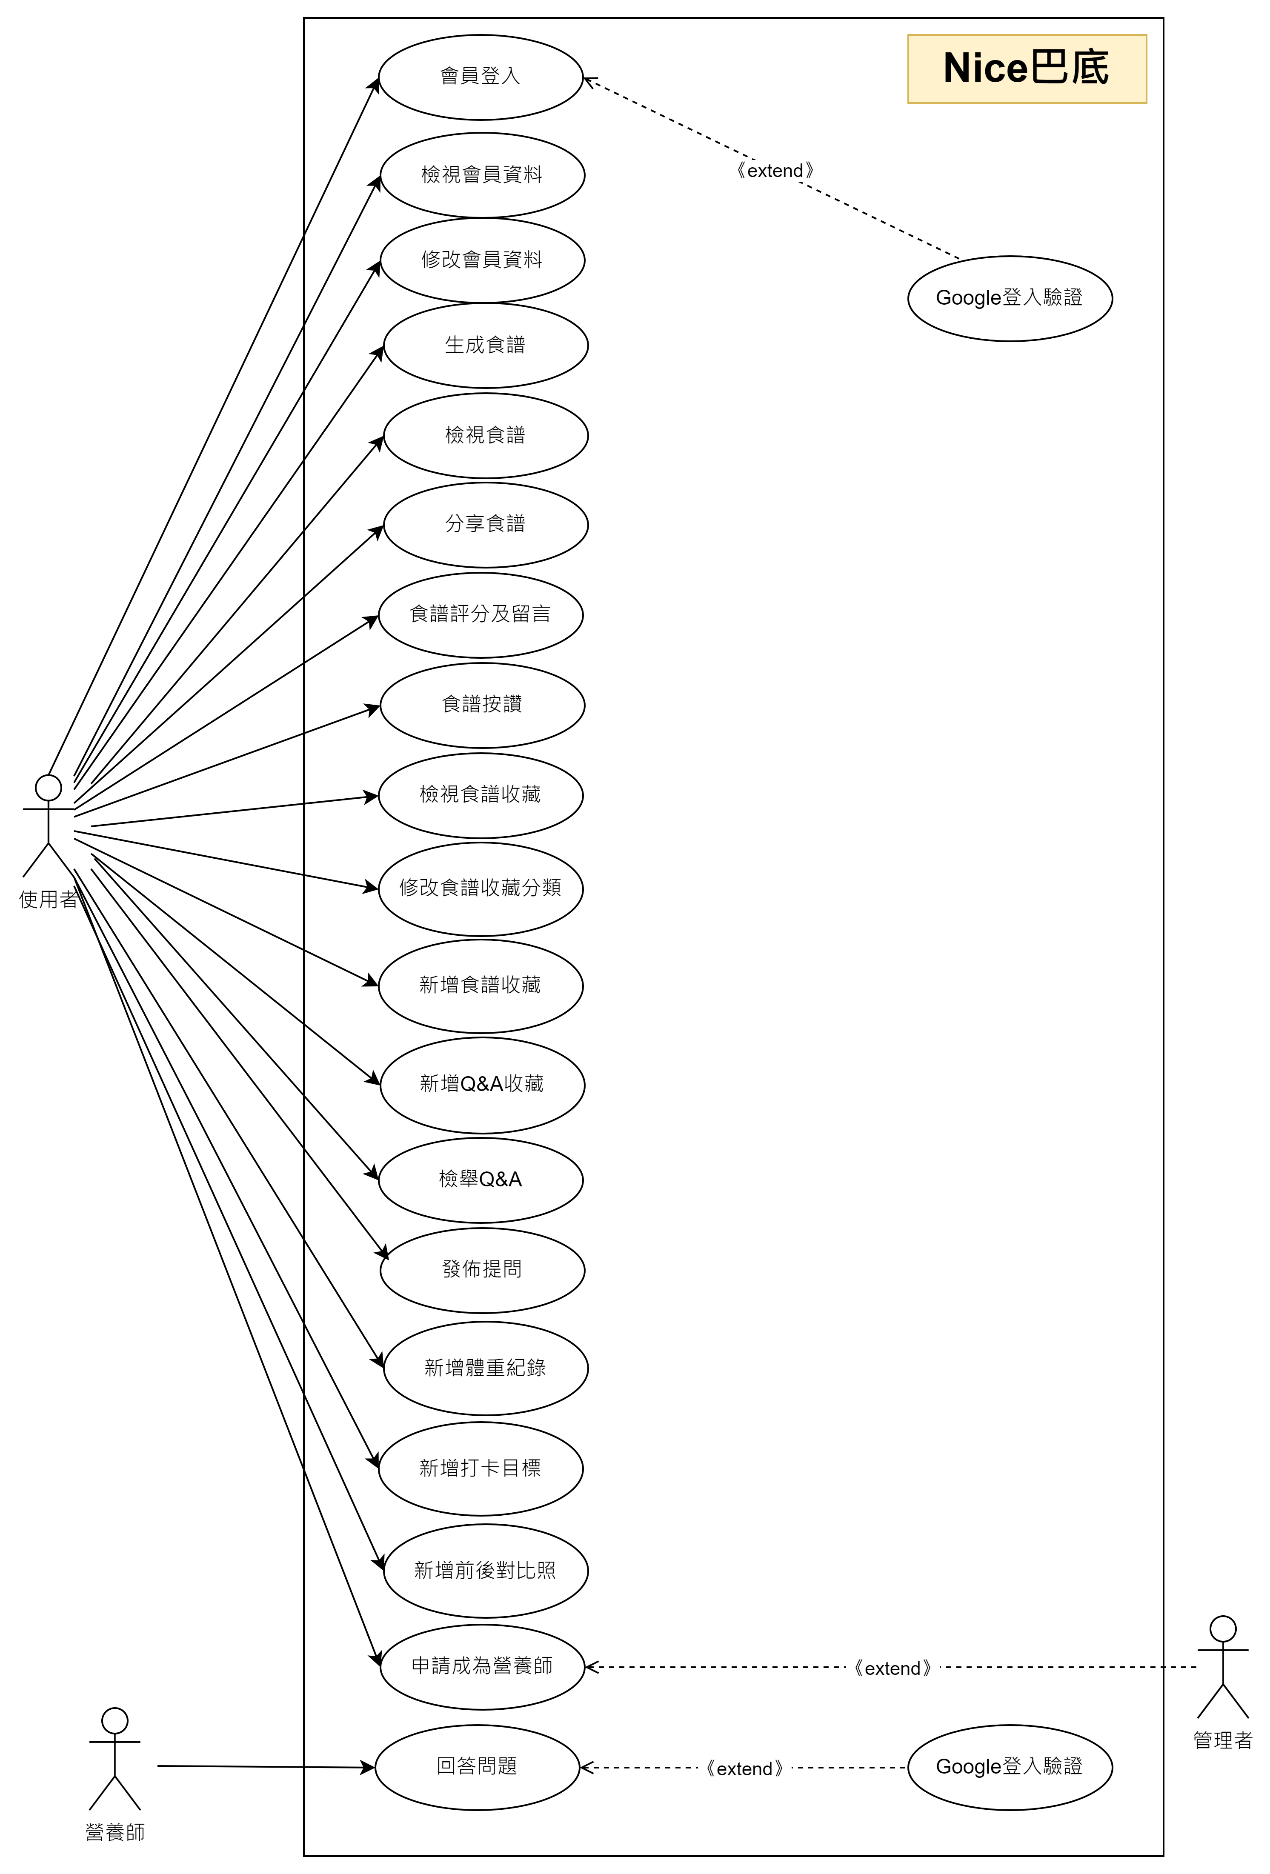 會員登入
Nice巴底
檢視會員資料
《extend》
修改會員資料
Google登入驗證
生成食譜
檢視食譜
分享食譜
食譜評分及留言
食譜按讚
檢視食譜收藏
使用者
修改食譜收藏分類
新增食譜收藏
新增Q&A收藏
檢舉Q&A
發佈提問
新增體重紀錄
新增打卡目標
新增前後對比照
申請成為營養師
《extend》
管理者
回答問題
《extend》
Google登入驗證
營養師